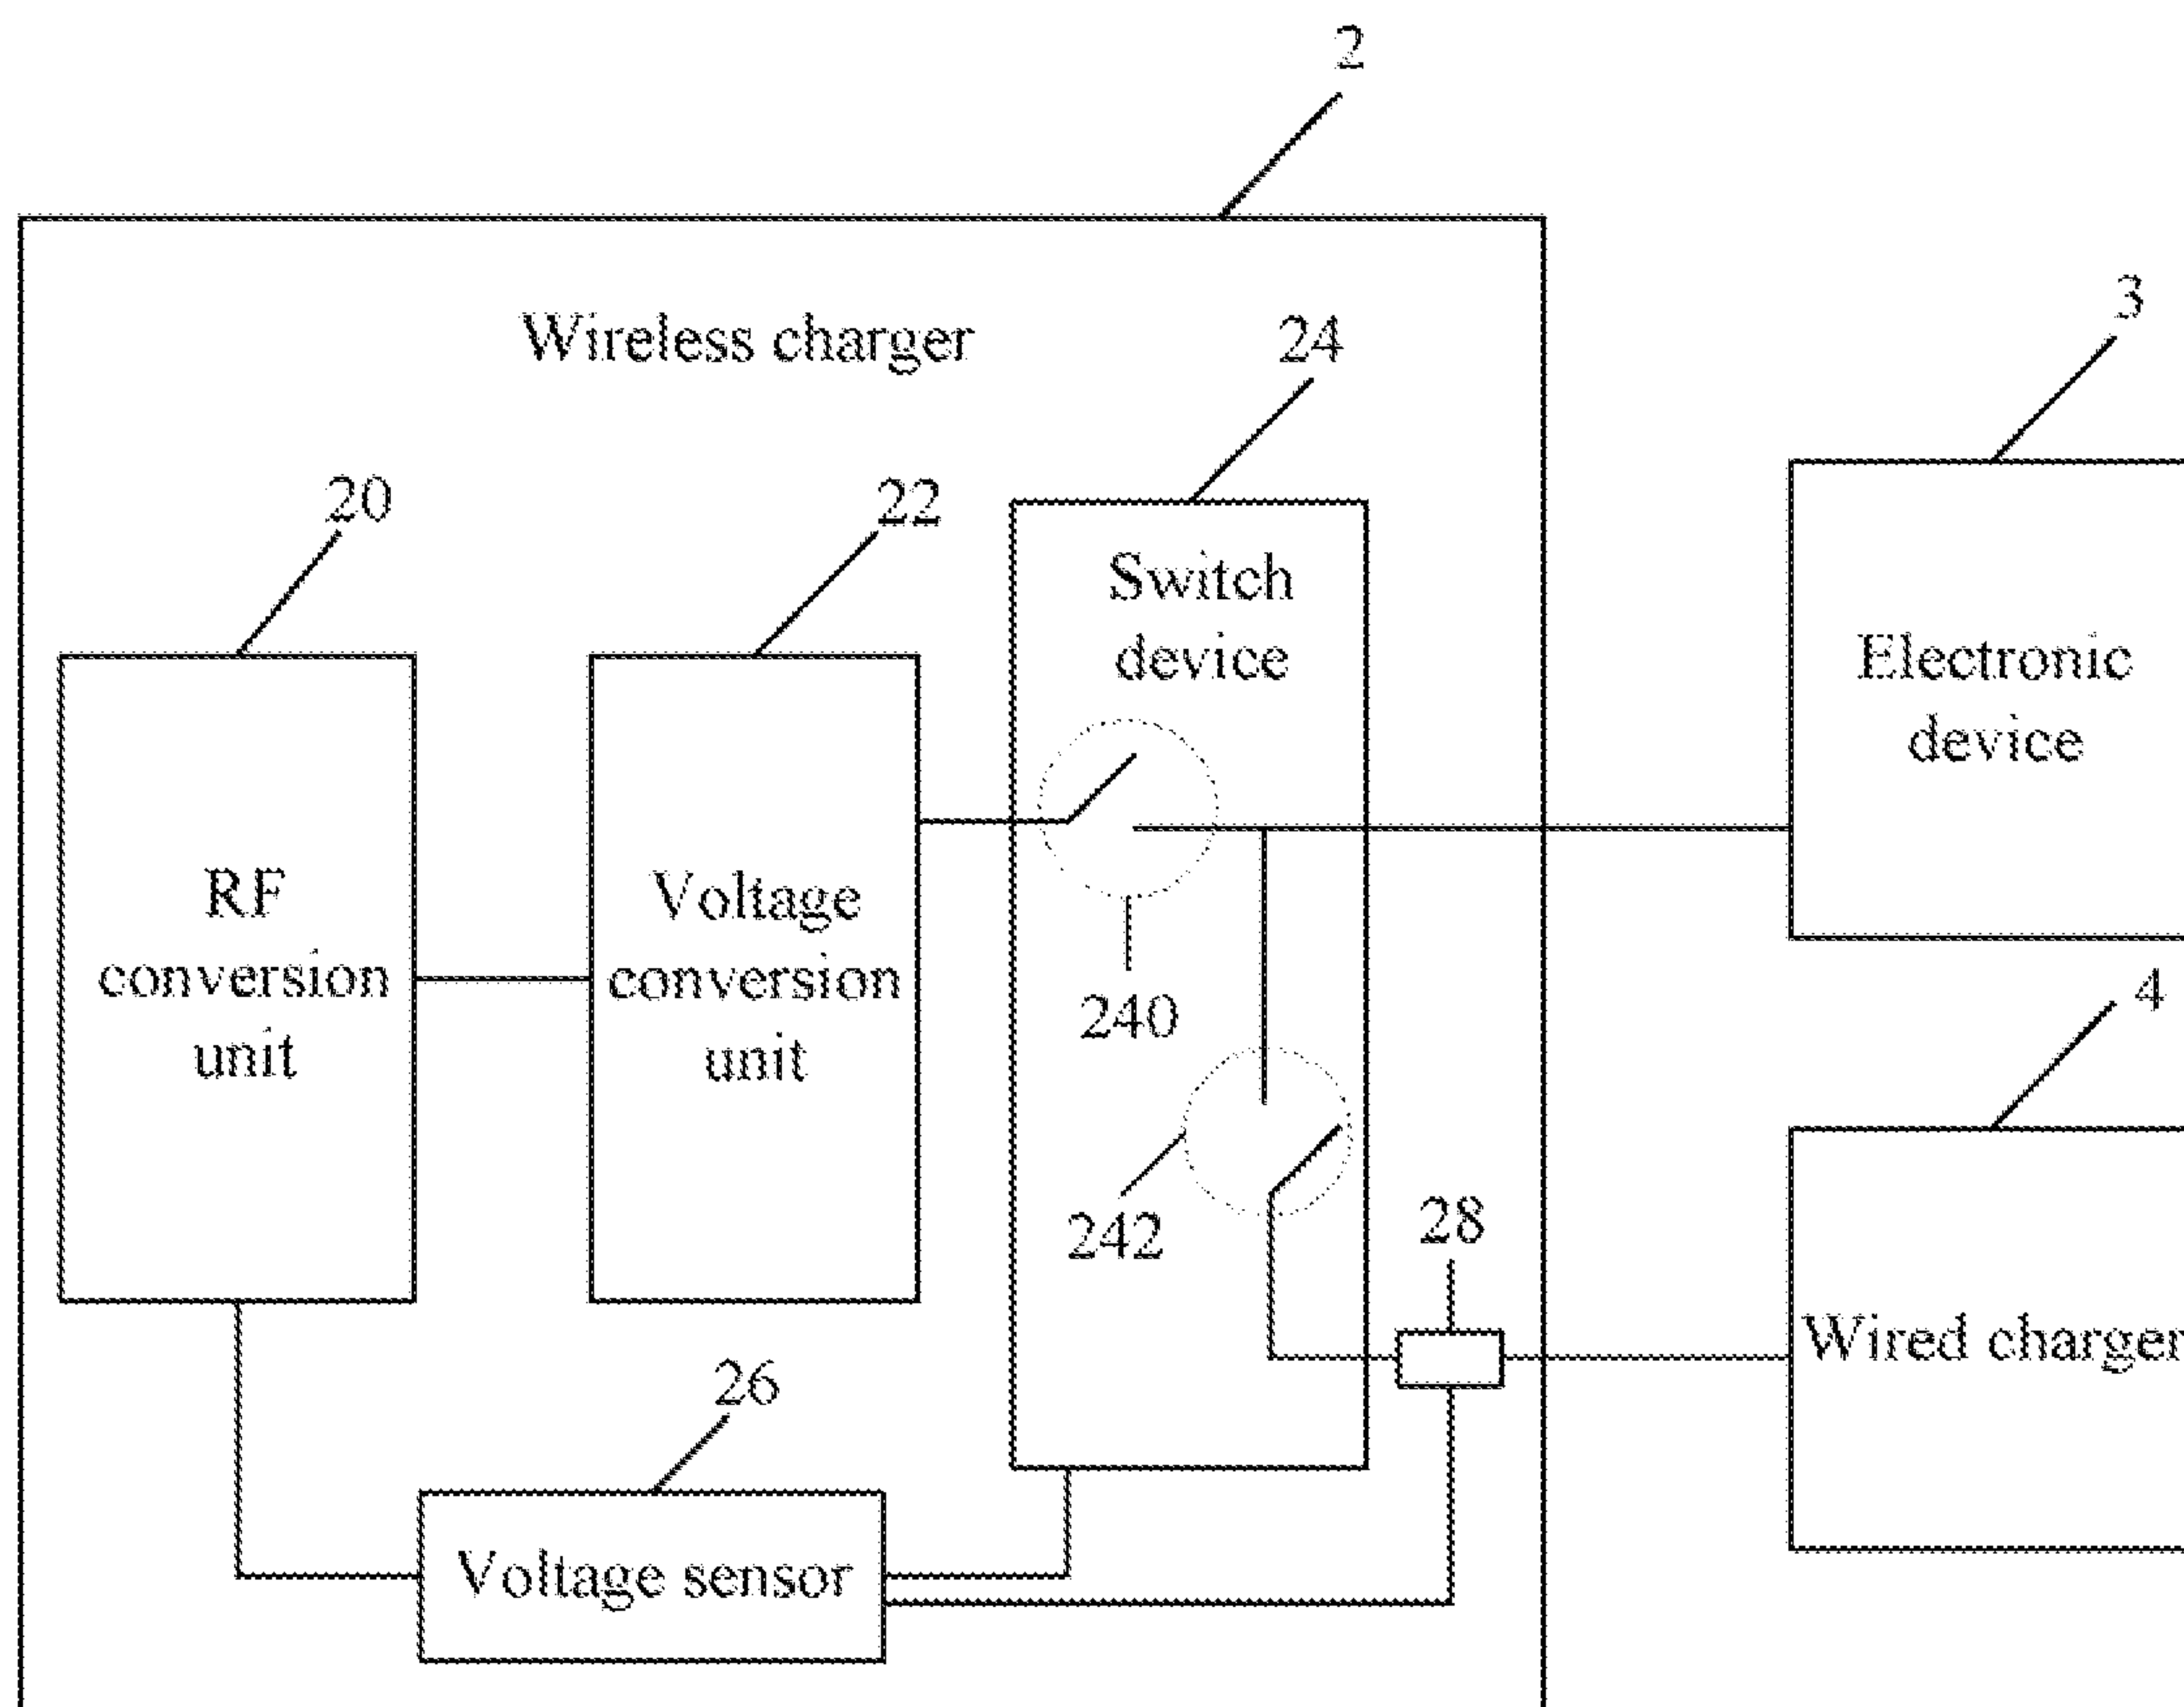 2
Wireless charger
3
24
20
22
Switch
device
Electronic
device
RF
conversion
unit
Voltage
conversion
unit
240
4
242
28
Wired charger
26
Voltage sensor